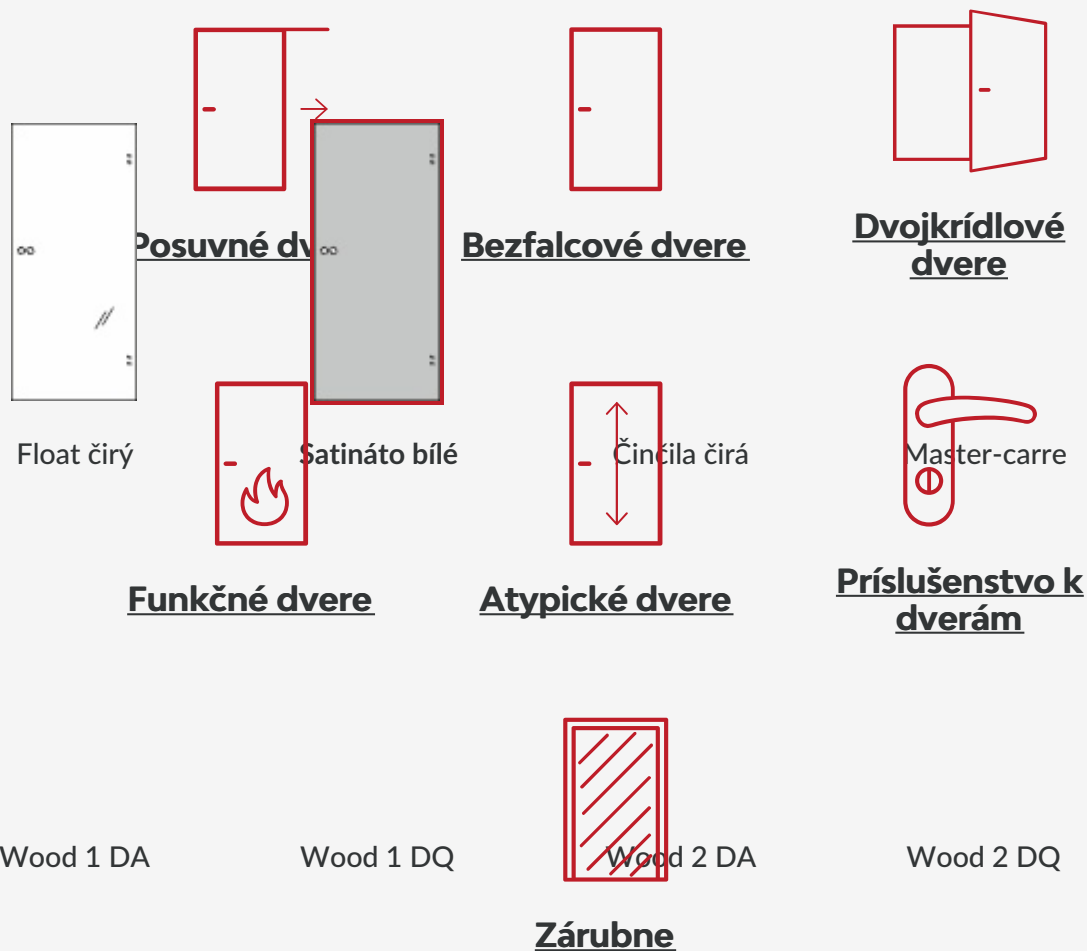 Posuvné dv
Bezfalcové dvere
Dvojkrídlové
dvere
Float čirý
Satináto bílé
Činčila čirá
Master-carre
Funkčné dvere
Atypické dvere
Príslušenstvo k
dverám
Wood 1 DA
Wood 1 DQ
Wood 2 DA
Wood 2 DQ
Zárubne